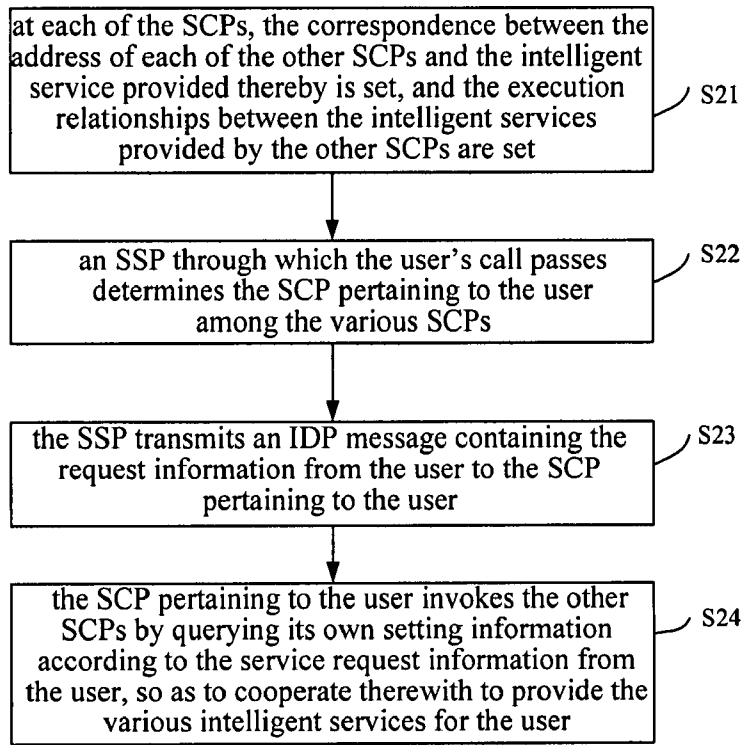 at each of the SCPs, the correspondence between the
address of each of the other SCPs and the intelligent
service provided thereby is set, and the execution
relationships between the intelligent services
provided by the other SCPs are set
S21
an SSP through which the user's call passes
determines the SCP pertaining to the user
among the various SCPs
S22
the SSP transmits an IDP message containing the
request information from the user to the SCP
pertaining to the user
S23
the SCP pertaining to the user invokes the other
SCPs by querying its own setting information
according to the service request information from
the user, so as to cooperate therewith to provide the
various intelligent services for the user
S24